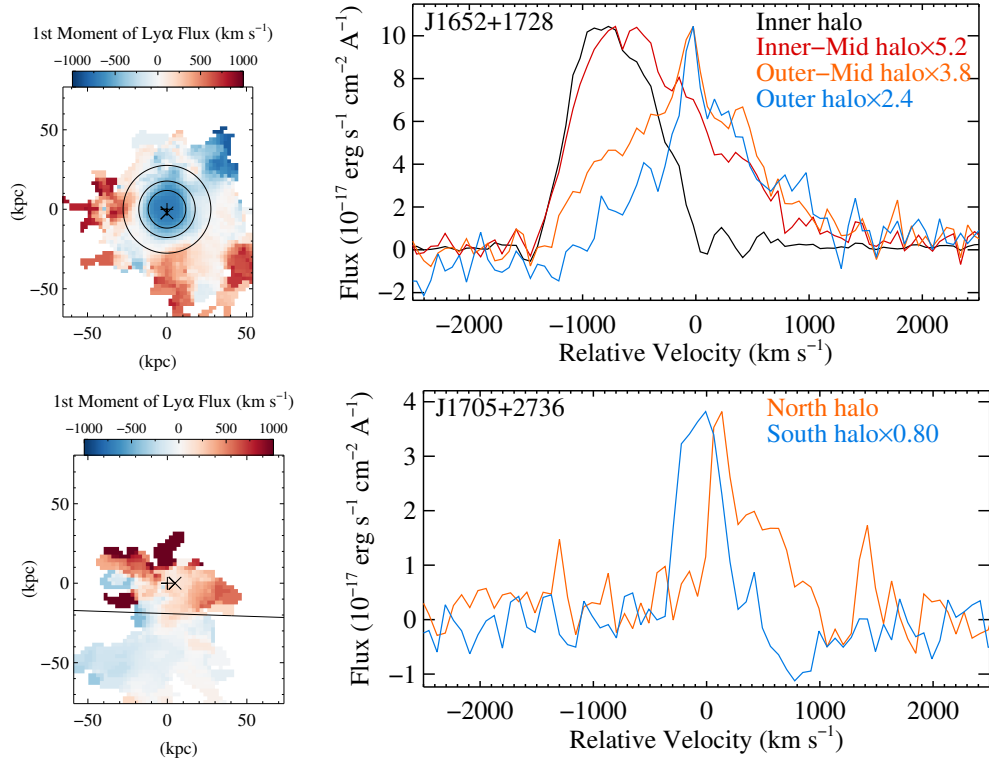 1st Moment of Lyα Flux (km s⁻¹)
−1000 −500 0 500 1000
50
0
−50
(kpc)
−50 0 50
(kpc)
J1652+1728
Inner halo
Inner−Mid halo×5.2
Outer−Mid halo×3.8
Outer halo×2.4
10
8
6
4
2
0
−2
Flux (10⁻¹⁷ erg s⁻¹ cm⁻² A⁻¹)
−2000 −1000 0 1000 2000
Relative Velocity (km s⁻¹)
1st Moment of Lyα Flux (km s⁻¹)
−1000 −500 0 500 1000
50
0
−50
(kpc)
−50 0 50
(kpc)
J1705+2736
North halo
South halo×0.80
4
3
2
1
0
−1
Flux (10⁻¹⁷ erg s⁻¹ cm⁻² A⁻¹)
−2000 −1000 0 1000 2000
Relative Velocity (km s⁻¹)